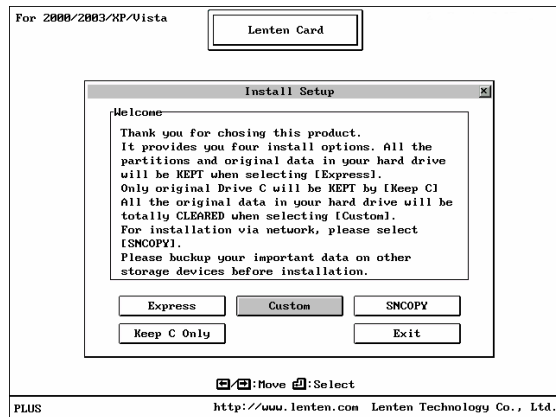 For 2000/2003/XP/Vista
Lenten Card
Install Setup
x
Welcome
Thank you for chosing this product.
It provides you four install options. All the
partitions and original data in your hard drive
will be KEPT when selecting [Express].
Only original Drive C will be KEPT by [Keep C]
All the original data in your hard drive will be
totally CLEARED when selecting [Custom].
For installation via network, please select
[SNCOPY].
Please buckup your important data on other
storage devices before installation.
Express
Custom
SNCOPY
Keep C Only
Exit
←/→:Move ↲:Select
PLUS
http://www.lenten.com Lenten Technology Co., Ltd.